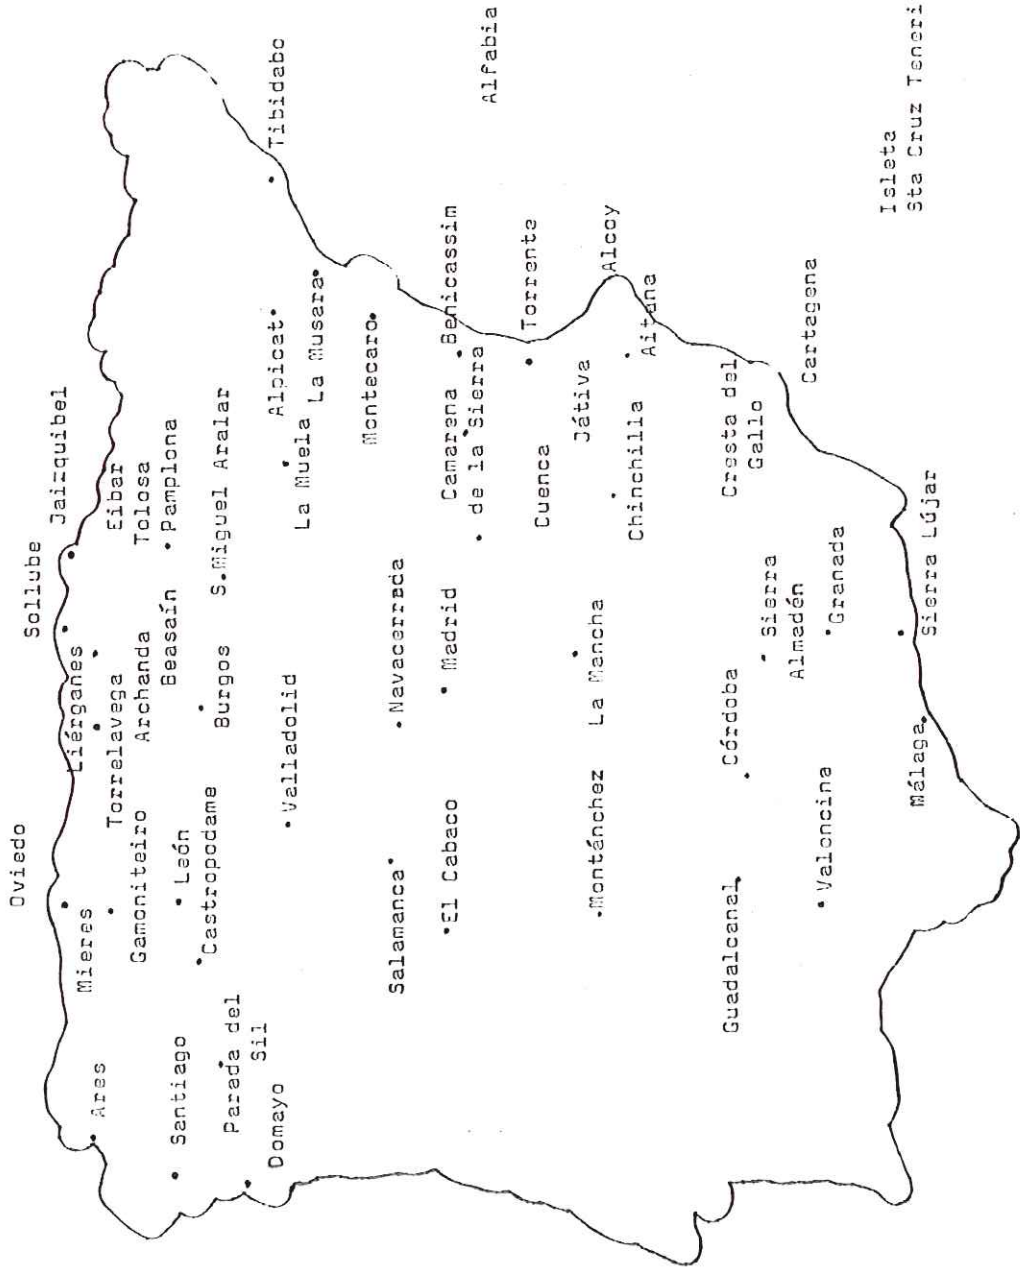 Oviedo
Sollube
Jaizquibel
Mieres
Liérganes
Ares
Torrelavega
Eibar
Gamoniteiro
Archanda
Tolosa
Santiago
León
Beasaín
Pamplona
Castropodame
Burgos
S.Miguel Aralar
Parada del
Sil
Domayo
Valladolid
Alpicat
Tibidabo
La Muela
La Musara
Montecaro
Salamanca
Navacerrada
El Cabaco
Madrid
Camarena
de la Sierra
Benicassim
Alfabia
Cuenca
Torrente
Játiva
Montánchez
La Mancha
Chinchilla
Alcoy
Aitana
Guadalcanal
Córdoba
Cresta del
Gallo
Sierra
Almadén
Cartagena
Valoncina
Granada
Málaga
Sierra Lújar
Isleta
Sta Cruz Teneri